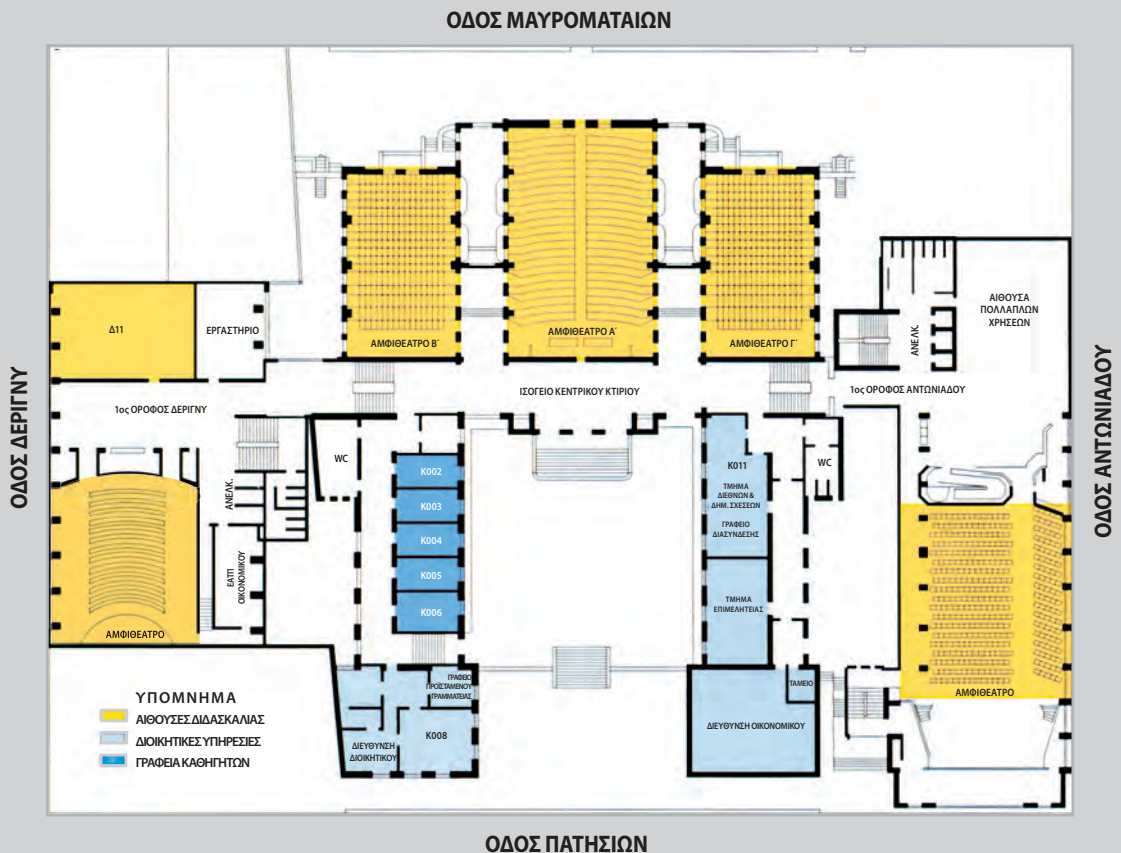 ΟΔΟΣ ΜΑΥΡΟΜΑΤΑΙΩΝ
ΟΔΟΣ ΔΕΡΙΓΝΥ
ΟΔΟΣ ΑΝΤΩΝΙΑΔΟΥ
Δ11
ΕΡΓΑΣΤΗΡΙΟ
ΑΜΦΙΘΕΑΤΡΟ Β΄
ΑΜΦΙΘΕΑΤΡΟ Α΄
ΑΜΦΙΘΕΑΤΡΟ Γ΄
ΑΝΕΛΚ.
ΑΙΘΟΥΣΑ
ΠΟΛΛΑΠΛΩΝ
ΧΡΗΣΕΩΝ
1ος ΟΡΟΦΟΣ ΔΕΡΙΓΝΥ
ΙΣΟΓΕΙΟ ΚΕΝΤΡΙΚΟΥ ΚΤΙΡΙΟΥ
1ος ΟΡΟΦΟΣ ΑΝΤΩΝΙΑΔΟΥ
WC
ΑΝΕΛΚ.
ΕΛΤΠ
ΟΙΚΟΝΟΜΙΚΟΥ
ΑΜΦΙΘΕΑΤΡΟ
K002
K003
K004
K005
K006
K011
ΤΜΗΜΑ
ΔΙΕΘΝΩΝ &
ΔΗΜ. ΣΧΕΣΕΩΝ
ΓΡΑΦΕΙΟ
ΔΙΑΣΥΝΔΕΣΗΣ
WC
ΤΜΗΜΑ
ΕΠΙΜΕΛΗΤΕΙΑΣ
ΓΡΑΦΕΙΟ
ΠΡΟΪΣΤΑΜΕΝΟΥ
ΓΡΑΜΜΑΤΕΙΑΣ
K008
ΔΙΕΥΘΥΝΣΗ
ΔΙΟΙΚΗΤΙΚΟΥ
ΤΑΜΕΙΟ
ΔΙΕΥΘΥΝΣΗ ΟΙΚΟΝΟΜΙΚΟΥ
ΑΜΦΙΘΕΑΤΡΟ
ΥΠΟΜΝΗΜΑ
ΑΙΘΟΥΣΕΣ ΔΙΔΑΣΚΑΛΙΑΣ
ΔΙΟΙΚΗΤΙΚΕΣ ΥΠΗΡΕΣΙΕΣ
ΓΡΑΦΕΙΑ ΚΑΘΗΓΗΤΩΝ
ΟΔΟΣ ΠΑΤΗΣΙΩΝ